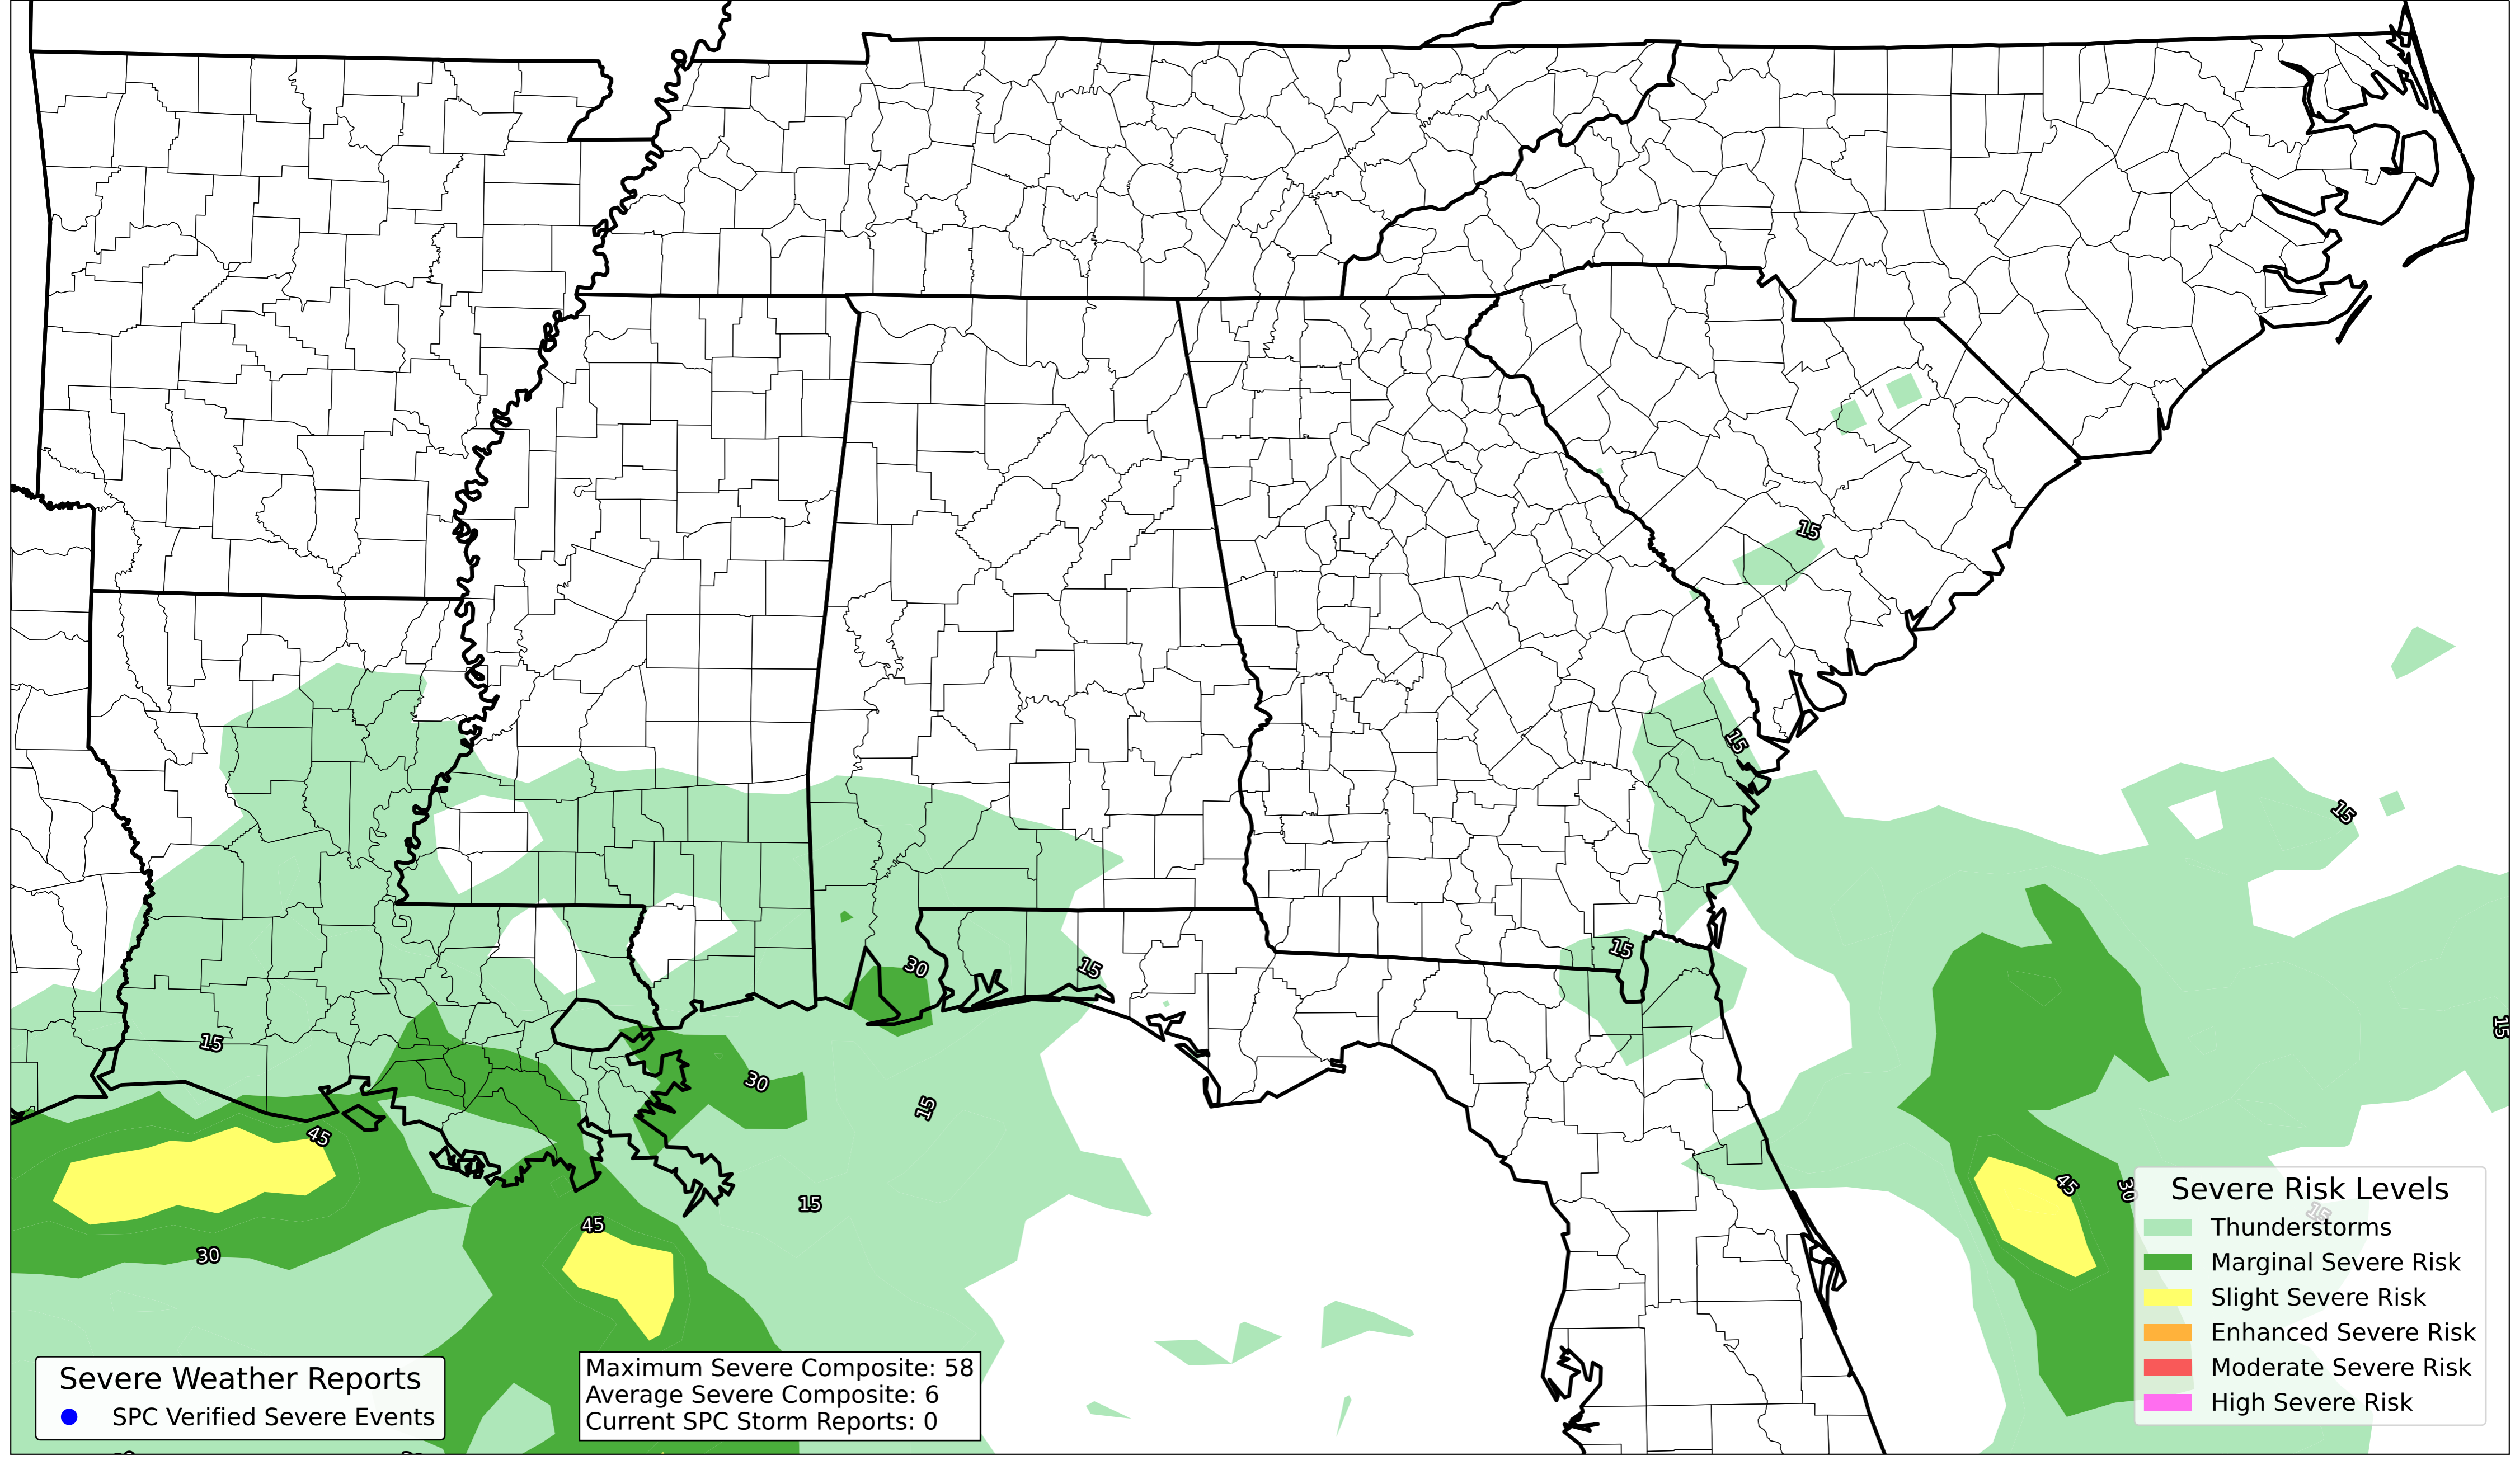 15
15
15
15
30
15
15
15
30
15
45
15
45
30
15
15
45
30
Severe Risk Levels
Thunderstorms
Marginal Severe Risk
Slight Severe Risk
Enhanced Severe Risk
Moderate Severe Risk
High Severe Risk
Severe Weather Reports
SPC Verified Severe Events
Maximum Severe Composite: 58
Average Severe Composite: 6
Current SPC Storm Reports: 0